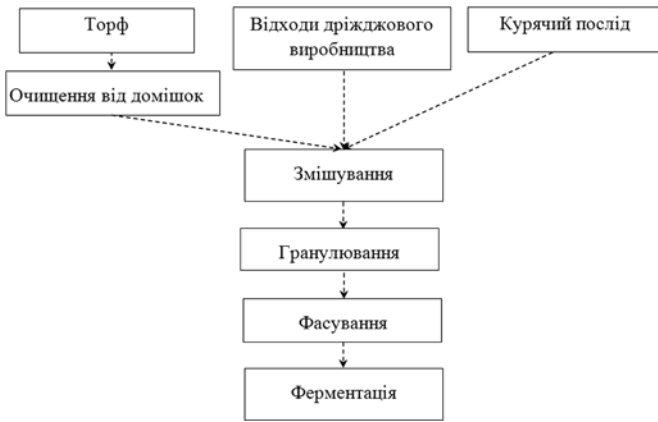 Торф
Відходи дріжджового
виробництва
Курячий послід
Очищення від домішок
Змішування
Гранулювання
Фасування
Ферментація